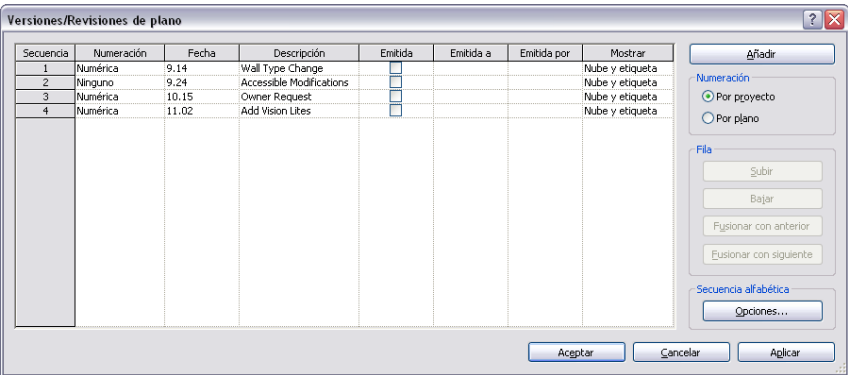 Versiones/Revisiones de plano
Secuencia Numeración Fecha Descripción Emitida Emitida a Emitida por Mostrar
1 Numérica 9.14 Wall Type Change Nube y etiqueta
2 Ninguno 9.24 Accessible Modifications Nube y etiqueta
3 Numérica 10.15 Owner Request Nube y etiqueta
4 Numérica 11.02 Add Vision Lites Nube y etiqueta
Añadir
Numeración
Por proyecto
Por plano
Fila
Subir
Bajar
Fusionar con anterior
Fusionar con siguiente
Secuencia alfabética
Opciones...
Aceptar Cancelar Aplicar